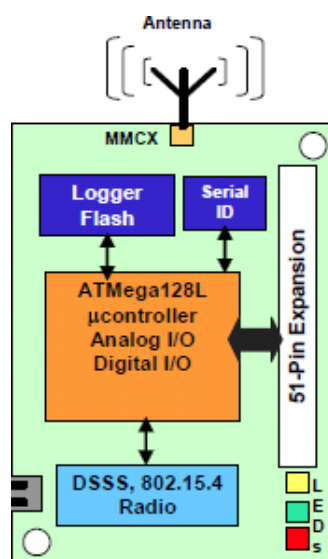 Antenna
MMCX
Logger
Flash
Serial
ID
ATMega128L
μcontroller
Analog I/O
Digital I/O
51-Pin Expansion
DSSS, 802.15.4
Radio
L
E
D
s